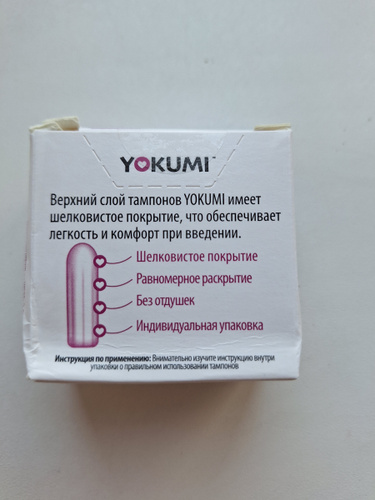 YOKUMI™
Верхний слой тампонов YOKUMI имеет
шелковистое покрытие, что обеспечивает
легкость и комфорт при введении.
Шелковистое покрытие
Равномерное раскрытие
Без отдушек
Индивидуальная упаковка
Инструкция по применению: Внимательно изучите инструкцию внутри
упаковки о правильном использовании тампонов